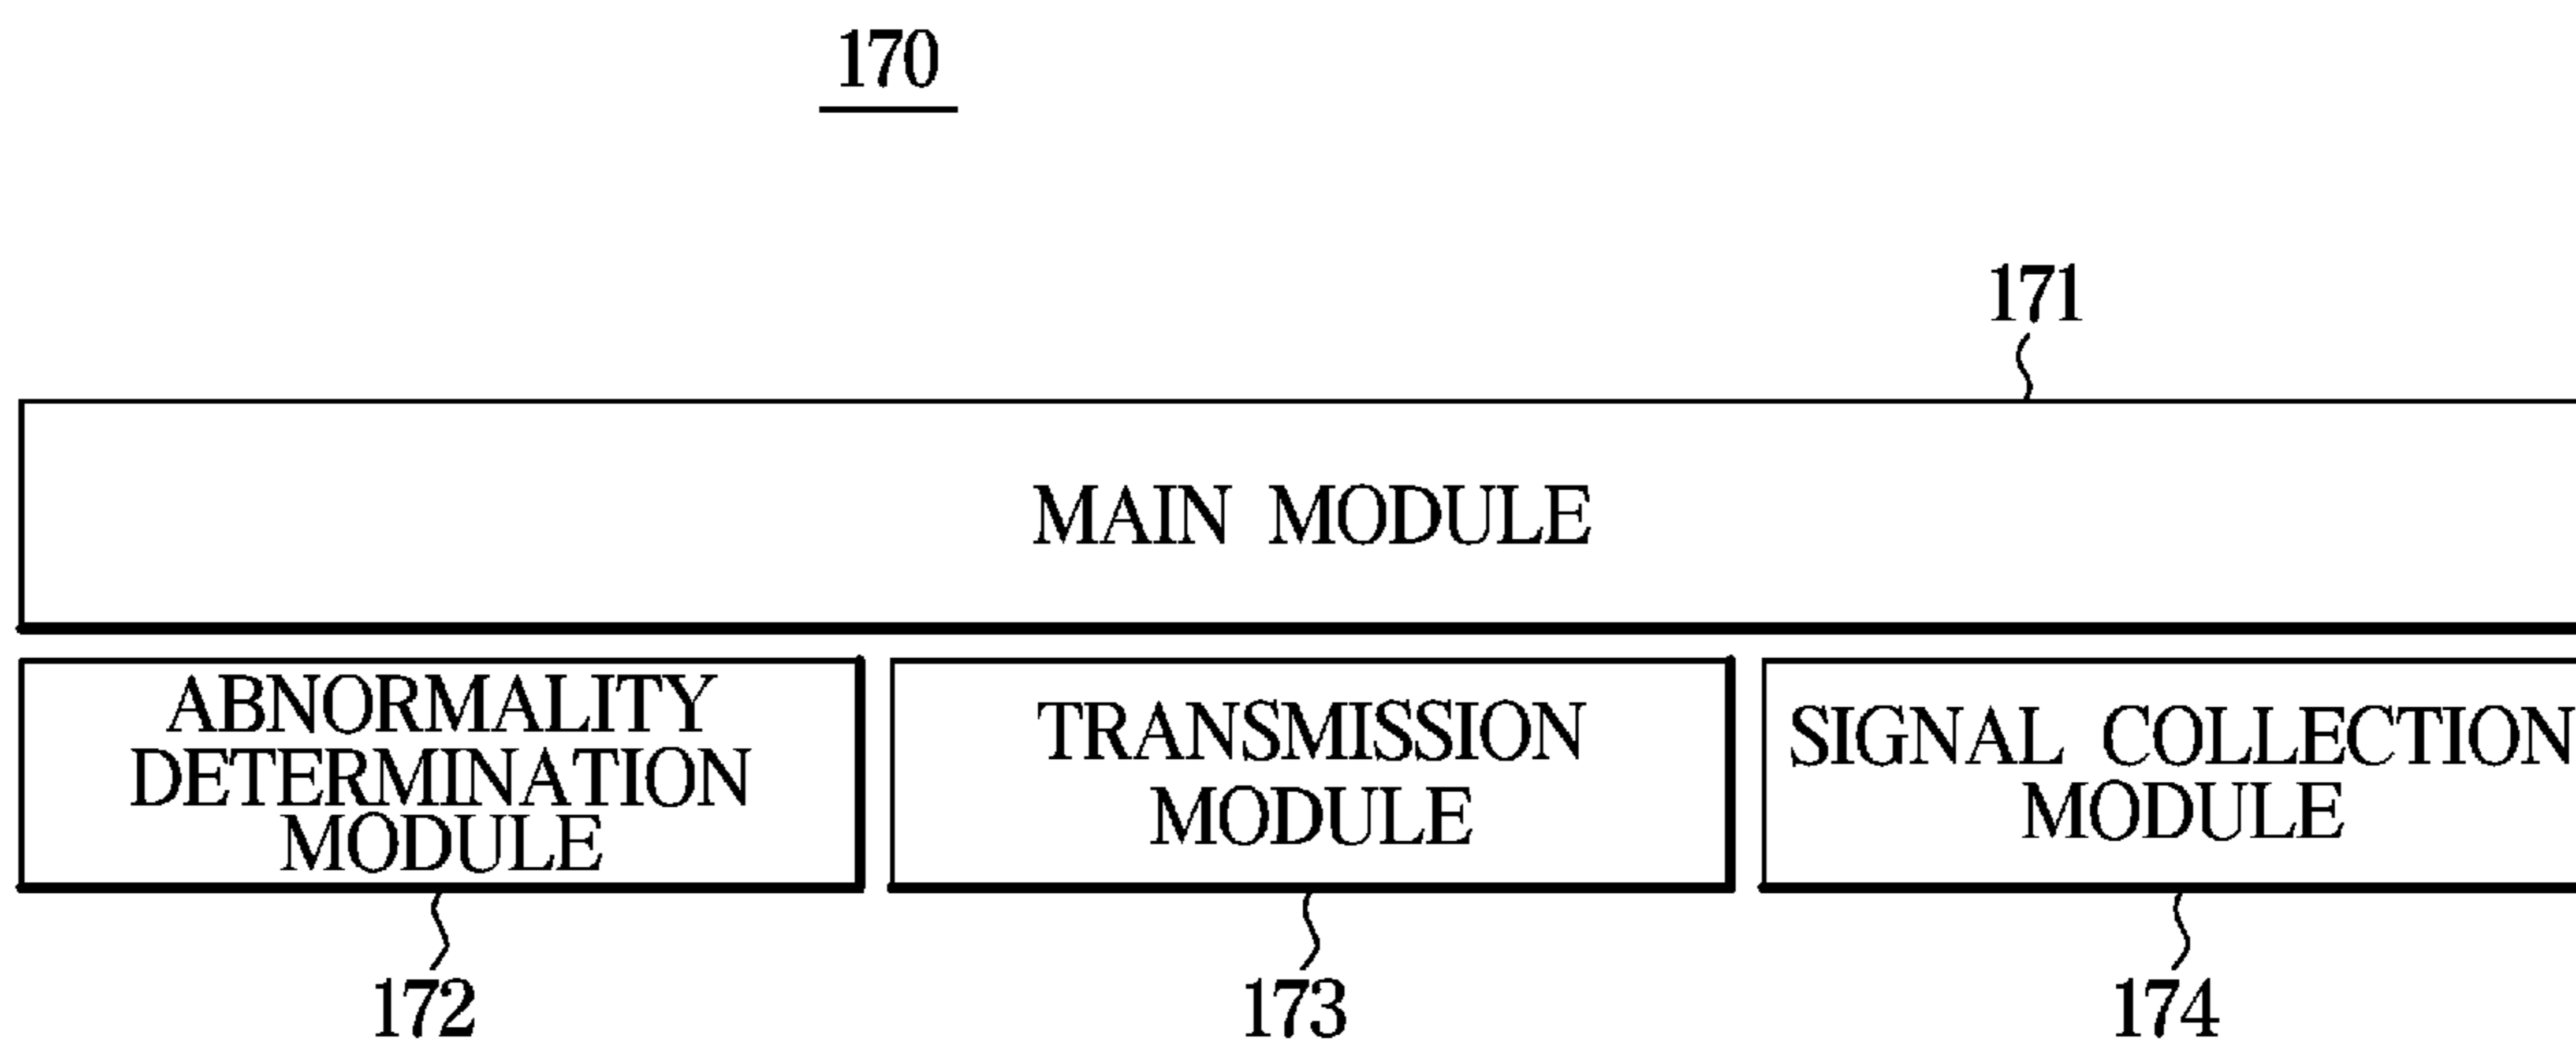 170
171
MAIN MODULE
ABNORMALITY
DETERMINATION
MODULE
TRANSMISSION
MODULE
SIGNAL COLLECTION
MODULE
172
173
174